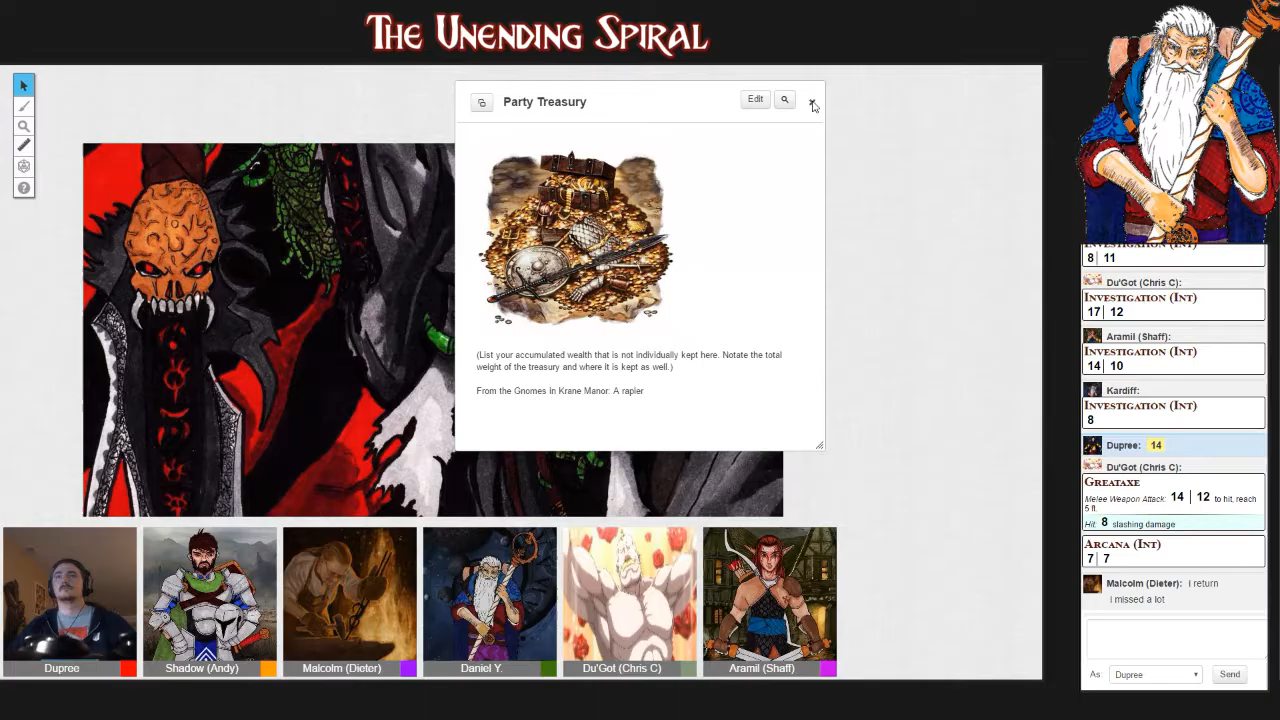 The Unending Spiral
Party Treasury
Edit
(List your accumulated wealth that is not individually kept here. Notate the total
weight of the treasury and where it is kept as well.)
From the Gnomes in Krane Manor: A rapier
Dupree
Shadow (Andy)
Malcolm (Dieter)
Daniel Y.
Du'Got (Chris C)
Aramil (Shaff)
Investigation (Int)
8 | 11
Du'Got (Chris C):
Investigation (Int)
17 | 12
Aramil (Shaff):
Investigation (Int)
14 | 10
Kardiff:
Investigation (Int)
8
Dupree: 14
Du'Got (Chris C):
Greataxe
Melee Weapon Attack: 14 | 12 to hit, reach
5 ft.
Hit: 8 slashing damage
Arcana (Int)
7 | 7
Malcolm (Dieter): I return
I missed a lot
As: Dupree Send